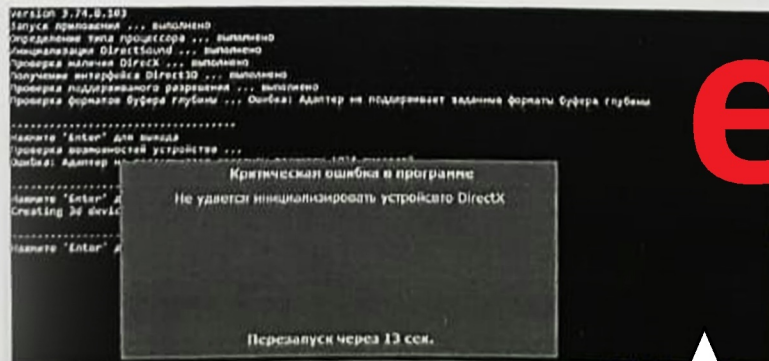 Version 3.74.0.103
Запуск приложения ... выполнено
Определение типа процессора ... выполнено
Инициализация DirectSound ... выполнено
Проверка наличия DirectX ... выполнено
Получение интерфейса Direct3D ... выполнено
Проверка поддерживаемого разрешения ... выполнено
Проверка форматов буфера глубины ... Ошибка: Адаптер не поддерживает заданные форматы буфера глубины
Нажмите "Enter" для выхода
Проверка возможностей устройства ...
Ошибка: Адаптер
Критическая ошибка в программе
Нажмите "Enter" д
Не удается инициализировать устройсвто DirectX
Creating 3d devic
Нажмите "Enter" д
Перезапуск через 13 сек.
e